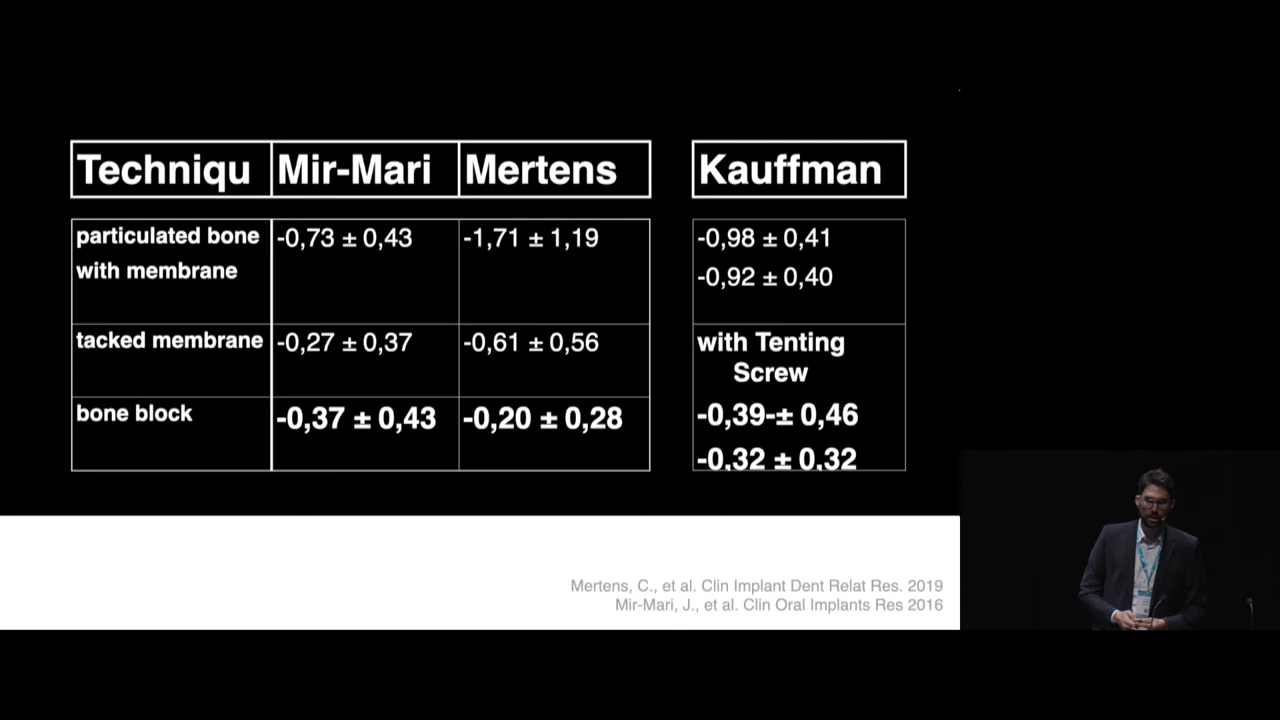 Techniqu Mir-Mari Mertens Kauffman
particulated bone -0,73 ± 0,43 -1,71 ± 1,19 -0,98 ± 0,41
with membrane -0,92 ± 0,40
tacked membrane -0,27 ± 0,37 -0,61 ± 0,56 with Tenting
Screw
bone block -0,37 ± 0,43 -0,20 ± 0,28 -0,39-± 0,46
-0,32 ± 0,32
Mertens, C., et al. Clin Implant Dent Relat Res. 2019
Mir-Mari, J., et al. Clin Oral Implants Res 2016